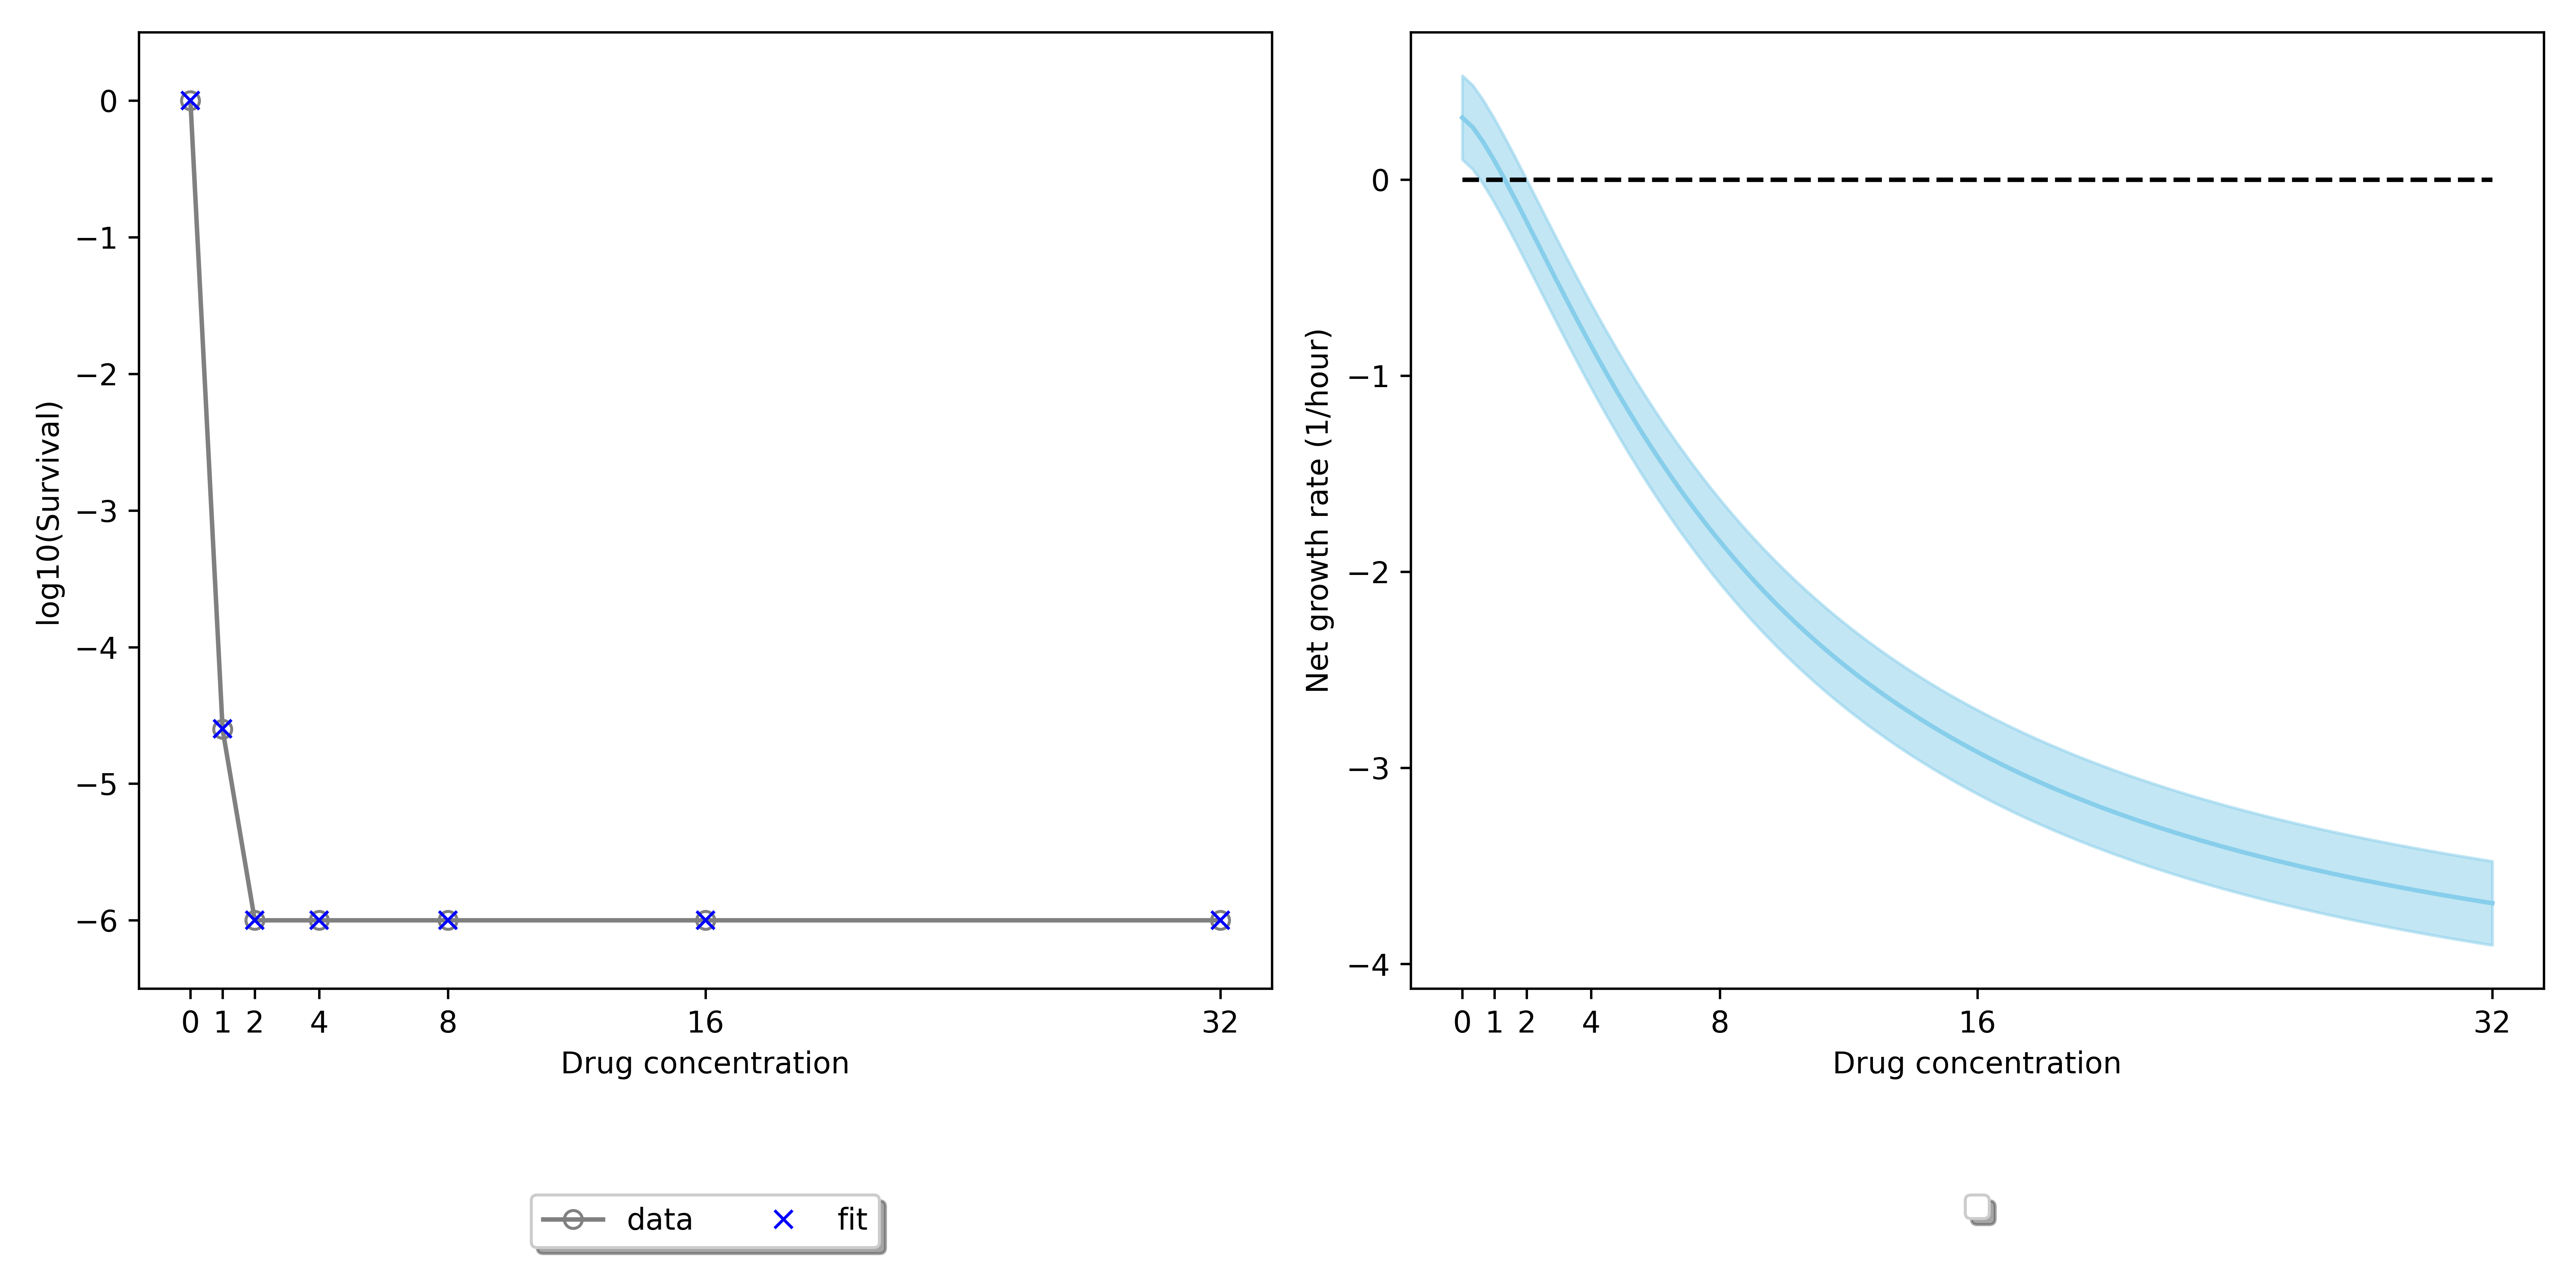 log10(Survival)
0
−1
−2
−3
−4
−5
−6
0 1 2 4 8 16 32
Drug concentration
data fit
Net growth rate (1/hour)
0
−1
−2
−3
−4
0 1 2 4 8 16 32
Drug concentration